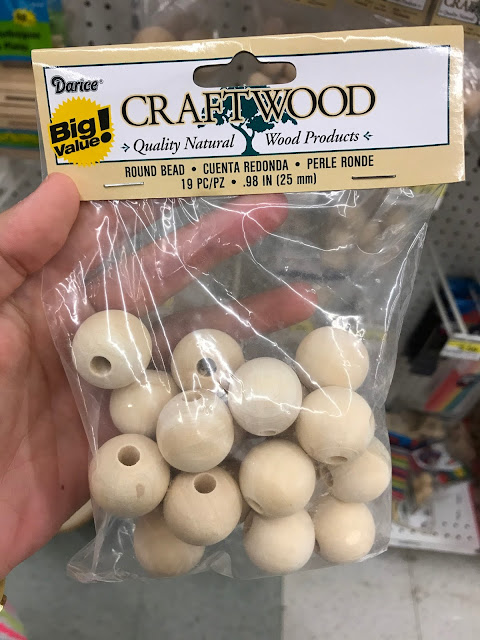 Darice®
Big!
Value!
CRAFTWOOD
Quality Natural Wood Products
ROUND BEAD • CUENTA REDONDA • PERLE RONDE
19 PC/PZ • .98 IN (25 mm)